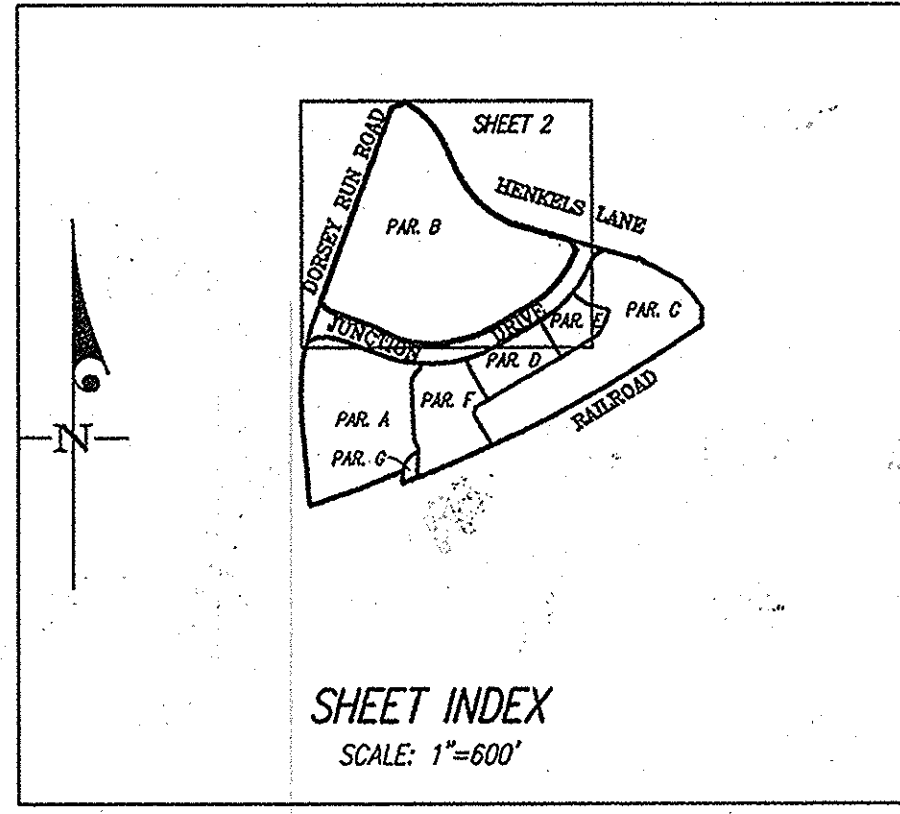 SHEET 2
DORSEY RUN ROAD
HENKELS LANE
PAR. B
JUNCTION DRIVE
PAR. E
PAR. C
PAR. D
PAR. F
PAR. A
RAILROAD
PAR. G
N
SHEET INDEX
SCALE: 1"=600'